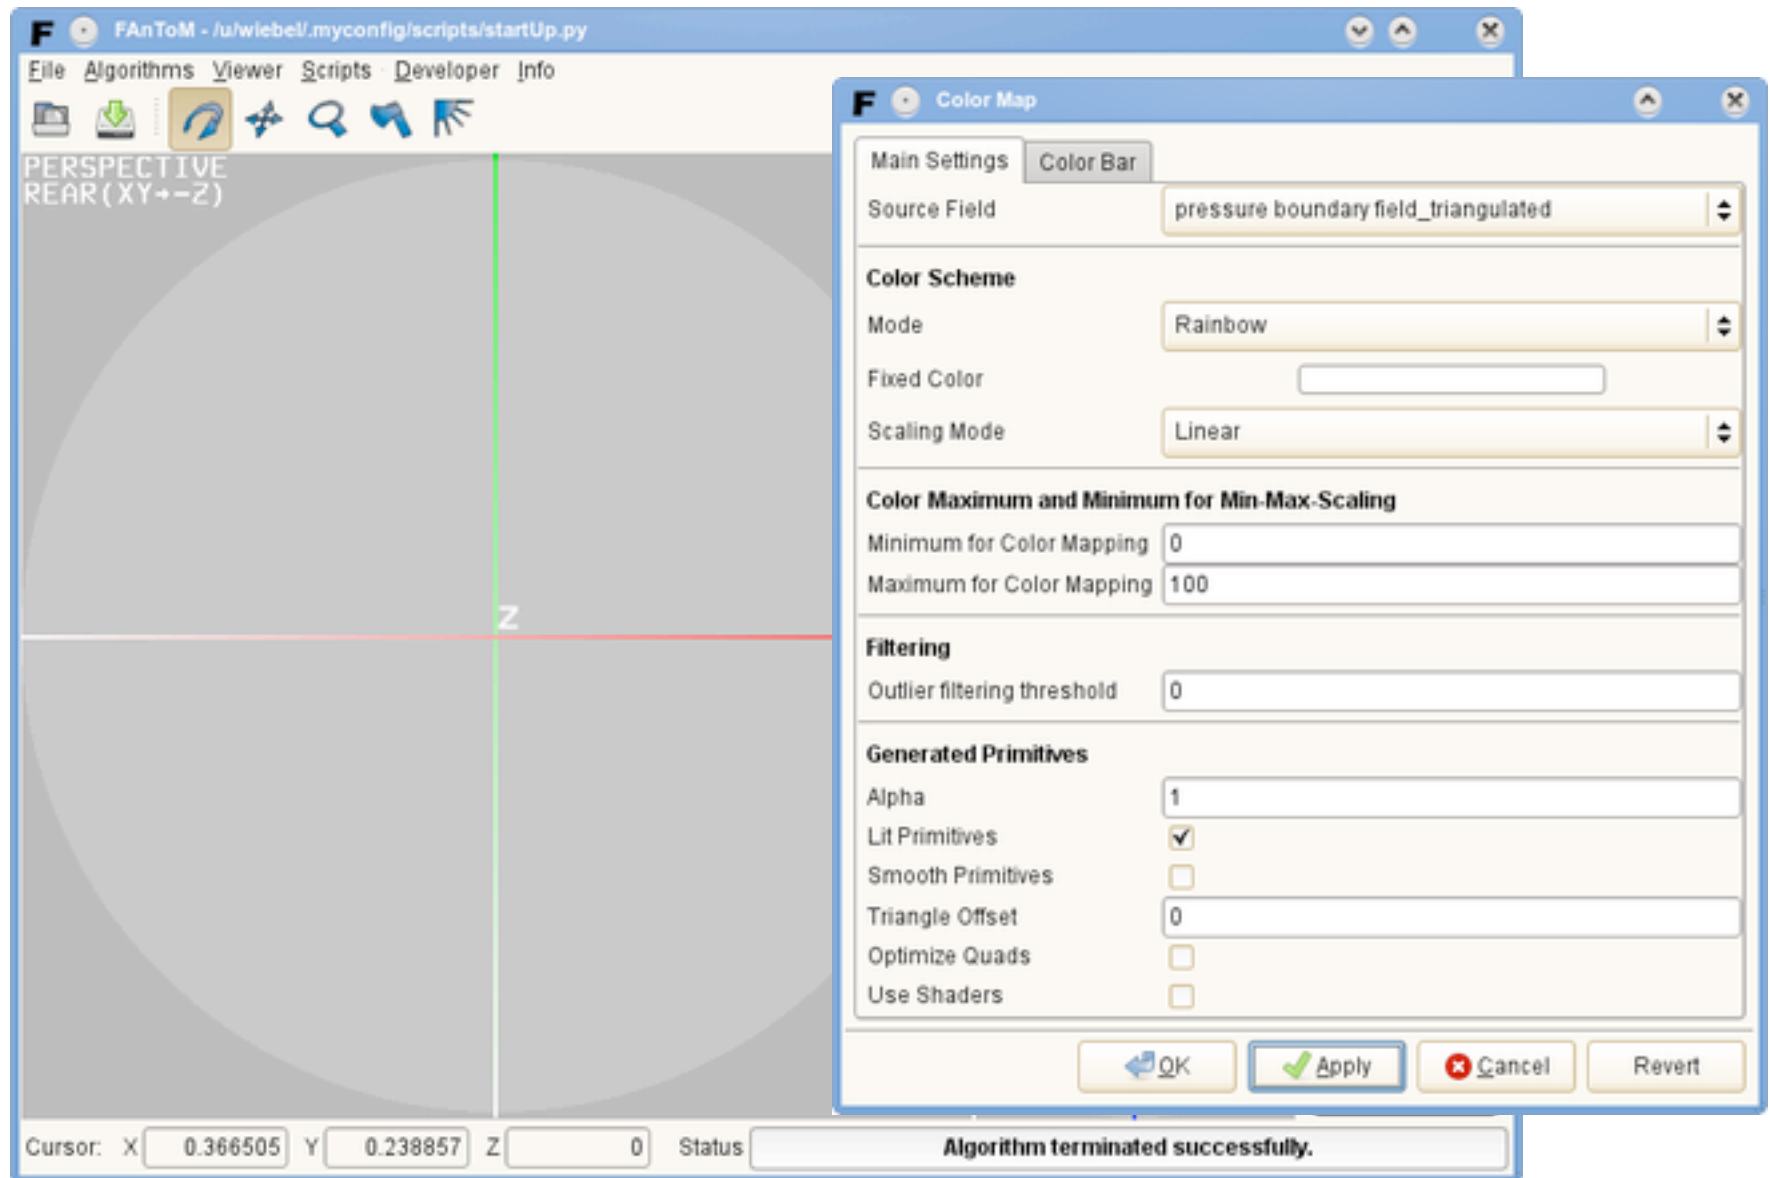 F FAnToM - /u/wiebel/.myconfig/scripts/startUp.py
File Algorithms Viewer Scripts Developer Info
PERSPECTIVE
REAR(XY→-Z)
Z
F Color Map
Main Settings Color Bar
Source Field pressure boundary field_triangulated
Color Scheme
Mode Rainbow
Fixed Color
Scaling Mode Linear
Color Maximum and Minimum for Min-Max-Scaling
Minimum for Color Mapping 0
Maximum for Color Mapping 100
Filtering
Outlier filtering threshold 0
Generated Primitives
Alpha 1
Lit Primitives
Smooth Primitives
Triangle Offset 0
Optimize Quads
Use Shaders
OK Apply Cancel Revert
Cursor: X 0.366505 Y 0.238857 Z 0 Status Algorithm terminated successfully.